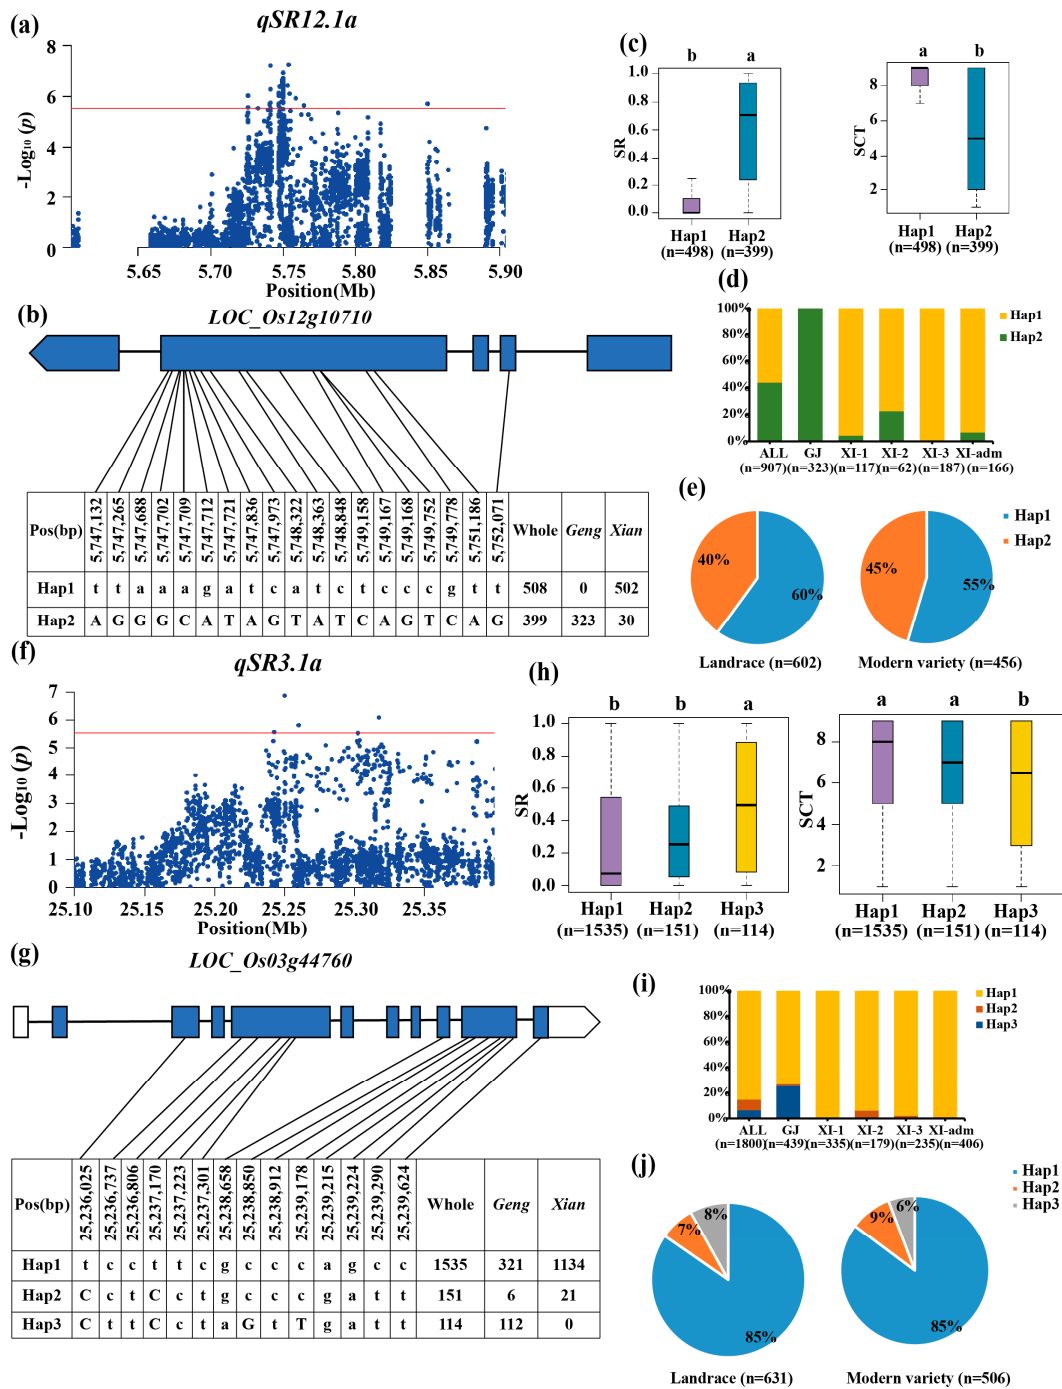 (a)
qSR12.1a
8
6
4
2
0
-Log10 (p)
5.65 5.70 5.75 5.80 5.85 5.90
Position(Mb)
(c)
b a
1.0
0.8
0.6
0.4
0.2
0.0
SR
Hap1 Hap2
(n=498) (n=399)
a b
8
6
4
2
SCT
Hap1 Hap2
(n=498) (n=399)
(b)
LOC_Os12g10710
Pos(bp) 5,747,132 5,747,265 5,747,688 5,747,702 5,747,709 5,747,712 5,747,721 5,747,836 5,747,973 5,748,322 5,748,363 5,748,848 5,749,158 5,749,167 5,749,168 5,749,752 5,749,778 5,751,186 5,752,071 Whole Geng Xian
Hap1 t t a a a g a t c a t c t c c c g t t 508 0 502
Hap2 A G G G C A T A G T A T C A G T C A G 399 323 30
(d)
100%
80%
60%
40%
20%
0%
Hap1
Hap2
ALL GJ XI-1 XI-2 XI-3 XI-adm
(n=907) (n=323) (n=117) (n=62) (n=187) (n=166)
(e)
Hap1
Hap2
40%
60%
45%
55%
Landrace (n=602) Modern variety (n=456)
(f)
qSR3.1a
7
6
5
4
3
2
1
0
-Log10 (p)
25.10 25.15 25.20 25.30 25.35
Position(Mb)
(h)
b b a
1.0
0.8
0.6
0.4
0.2
0.0
SR
Hap1 Hap2 Hap3
(n=1535) (n=151) (n=114)
a a b
8
6
4
2
SCT
Hap1 Hap2 Hap3
(n=1535) (n=151) (n=114)
(g)
LOC_Os03g44760
Pos(bp) 25,236,025 25,236,737 25,236,806 25,237,170 25,237,223 25,237,301 25,238,658 25,238,850 25,238,912 25,239,178 25,239,215 25,239,224 25,239,290 25,239,624 Whole Geng Xian
Hap1 t c c t t c g c c c a g c c 1535 321 1134
Hap2 C c t C c t g c c c g a t t 151 6 21
Hap3 C t t C c t a G t T g a t t 114 112 0
(i)
100%
80%
60%
40%
20%
0%
Hap1
Hap2
Hap3
ALL GJ XI-1 XI-2 XI-3 XI-adm
(n=1800) (n=439) (n=335) (n=179) (n=235) (n=406)
(j)
Hap1
Hap2
Hap3
8%
7%
85%
6%
9%
85%
Landrace (n=631) Modern variety (n=506)